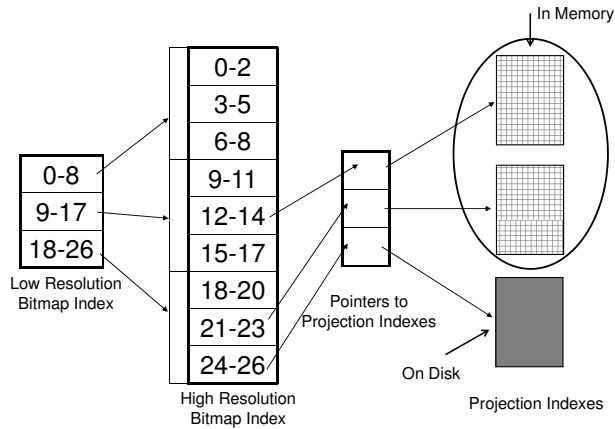 In Memory
0-2
3-5
6-8
9-11
12-14
15-17
18-20
21-23
24-26
0-8
9-17
18-26
Low Resolution
Bitmap Index
High Resolution
Bitmap Index
Pointers to
Projection Indexes
On Disk
Projection Indexes